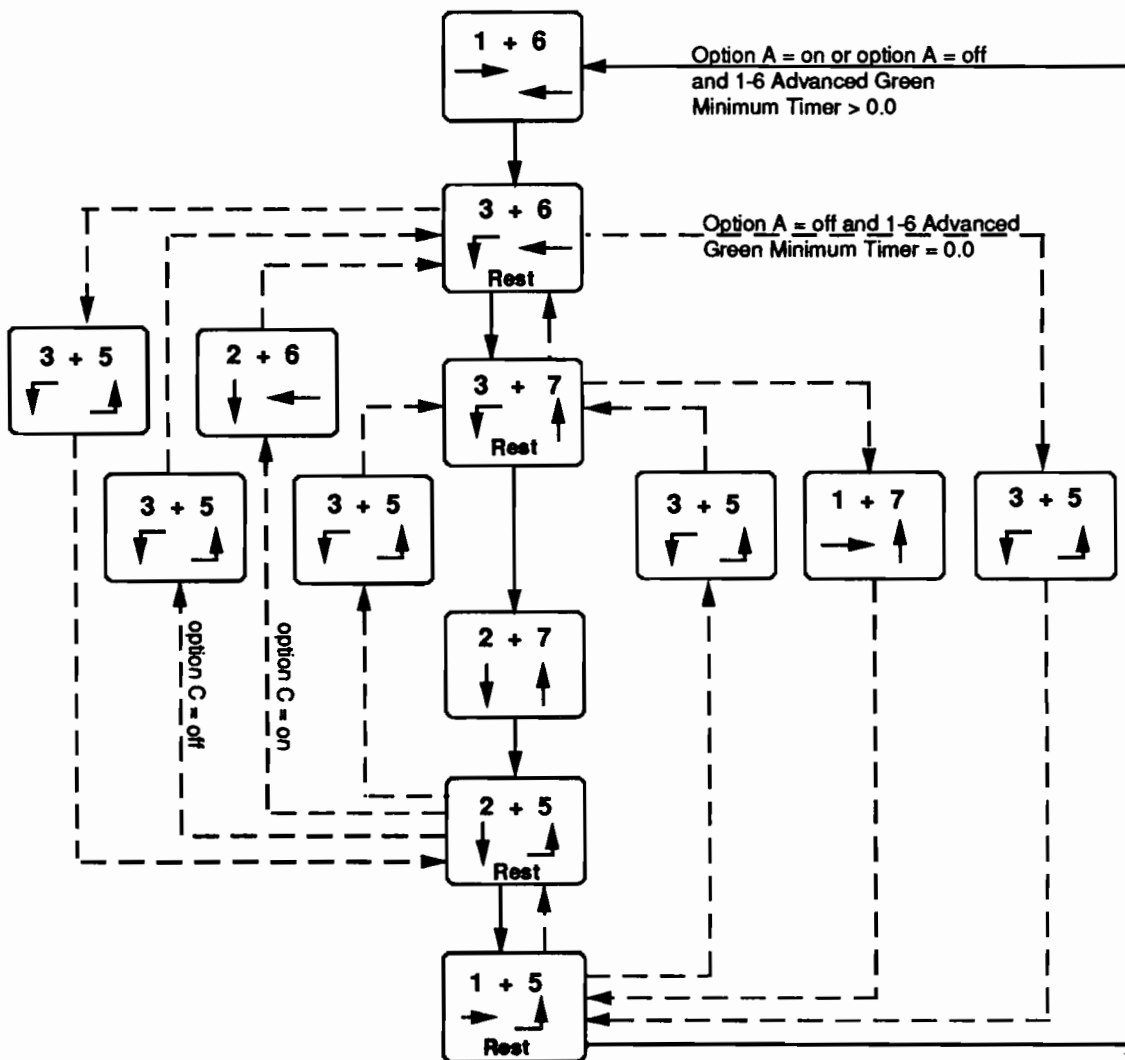 1 + 6
Option A = on or option A = off
and 1-6 Advanced Green
Minimum Timer > 0.0
3 + 6
Rest
Option A = off and 1-6 Advanced
Green Minimum Timer = 0.0
3 + 5
2 + 6
3 + 7
Rest
3 + 5
3 + 5
3 + 5
1 + 7
3 + 5
option C = off
option C = on
2 + 7
2 + 5
Rest
1 + 5
Rest